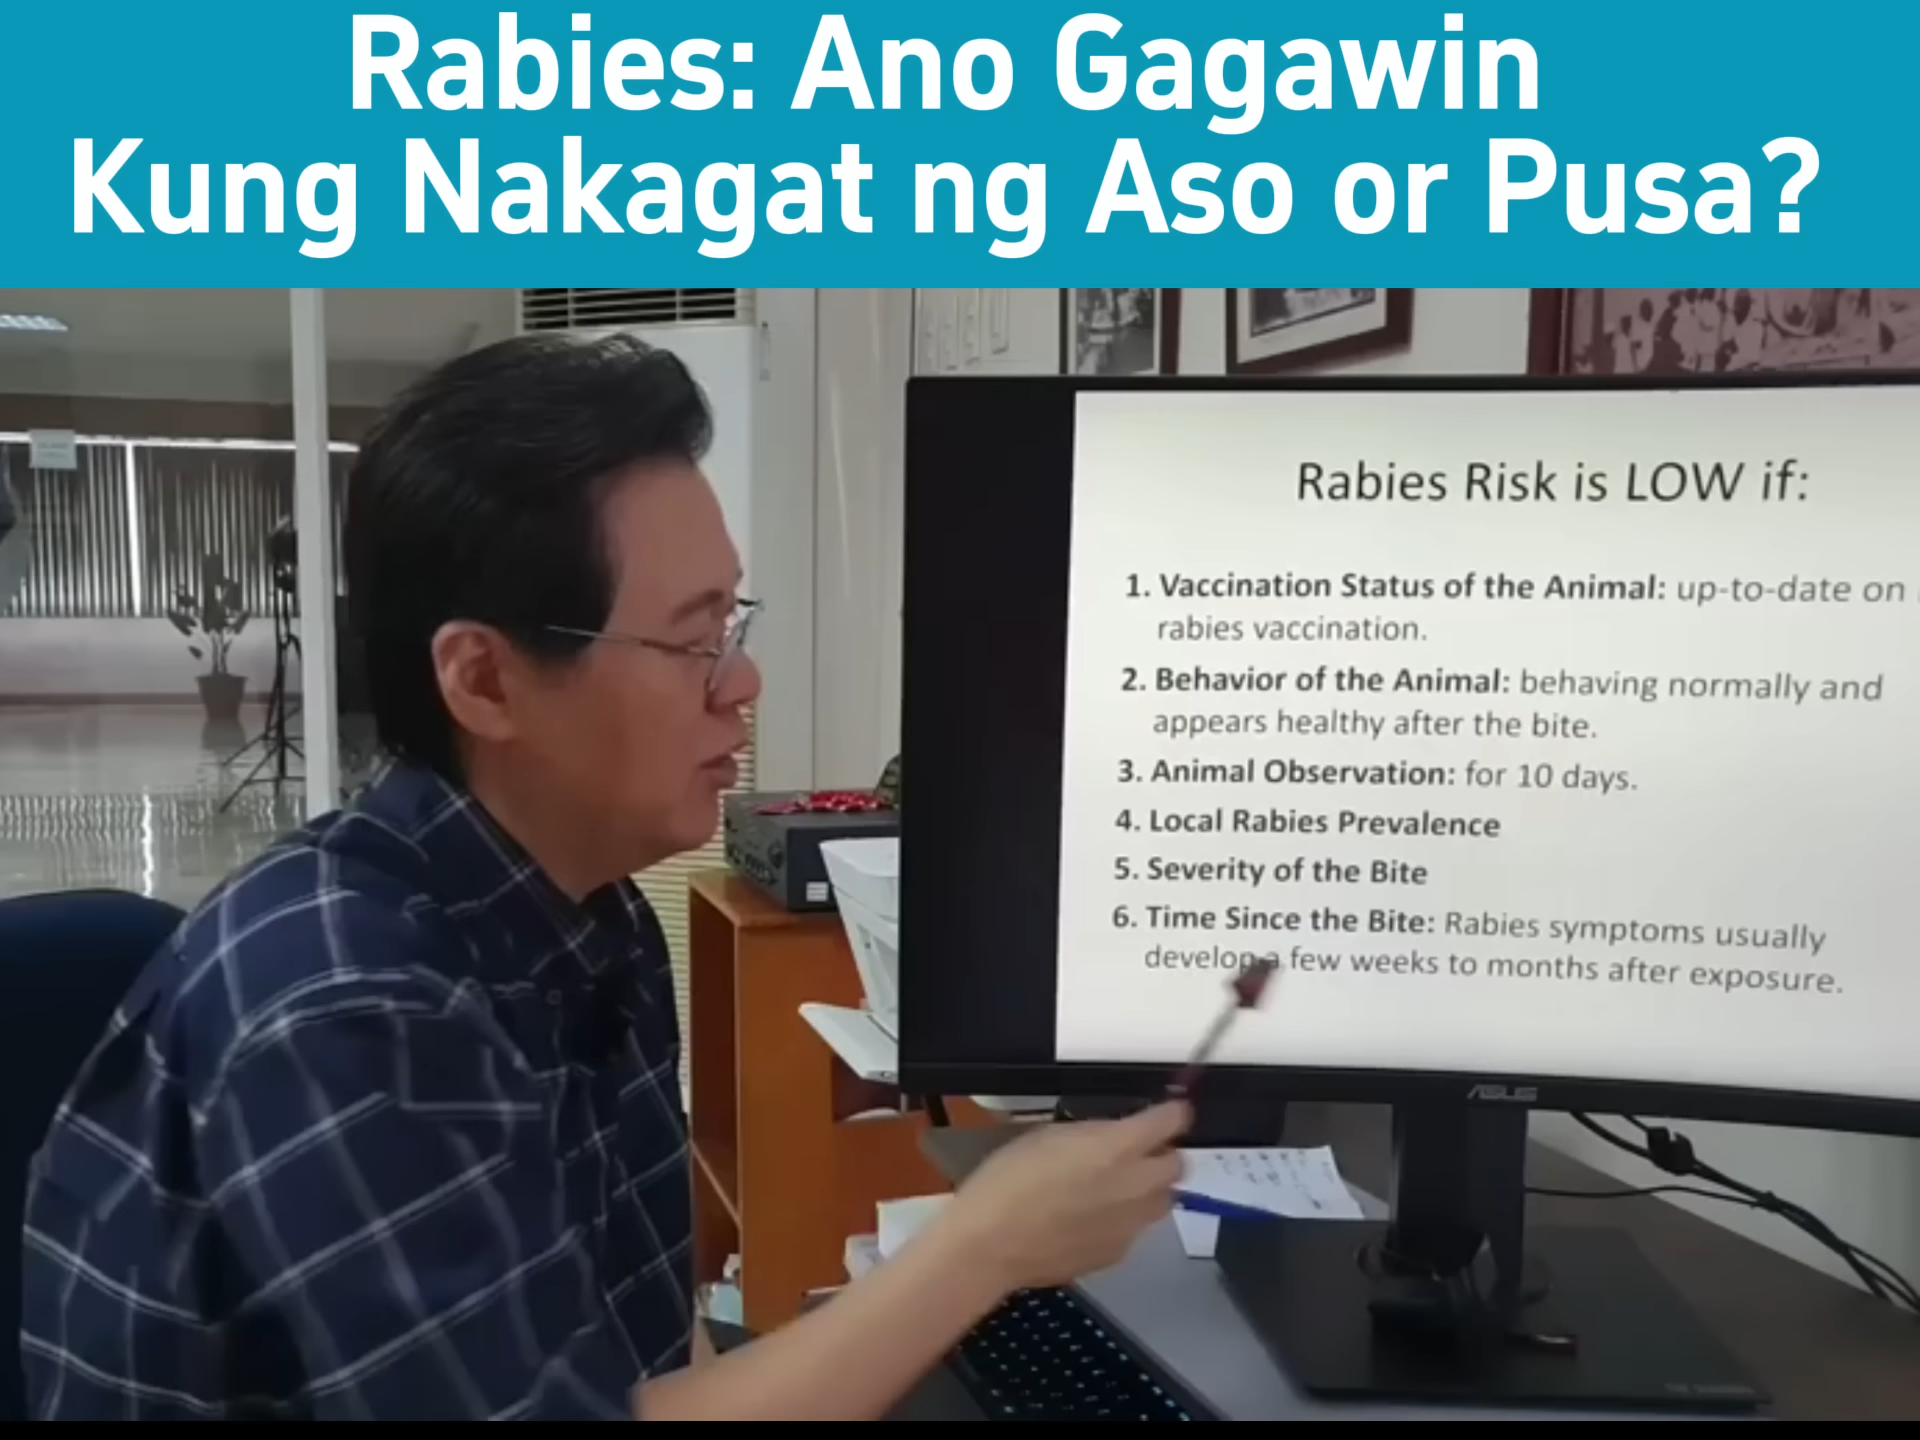 Rabies: Ano Gagawin
Kung Nakagat ng Aso or Pusa?
Rabies Risk is LOW if:
1. Vaccination Status of the Animal: up-to-date on
rabies vaccination.
2. Behavior of the Animal: behaving normally and
appears healthy after the bite.
3. Animal Observation: for 10 days.
4. Local Rabies Prevalence
5. Severity of the Bite
6. Time Since the Bite: Rabies symptoms usually
develop a few weeks to months after exposure.
ASUS